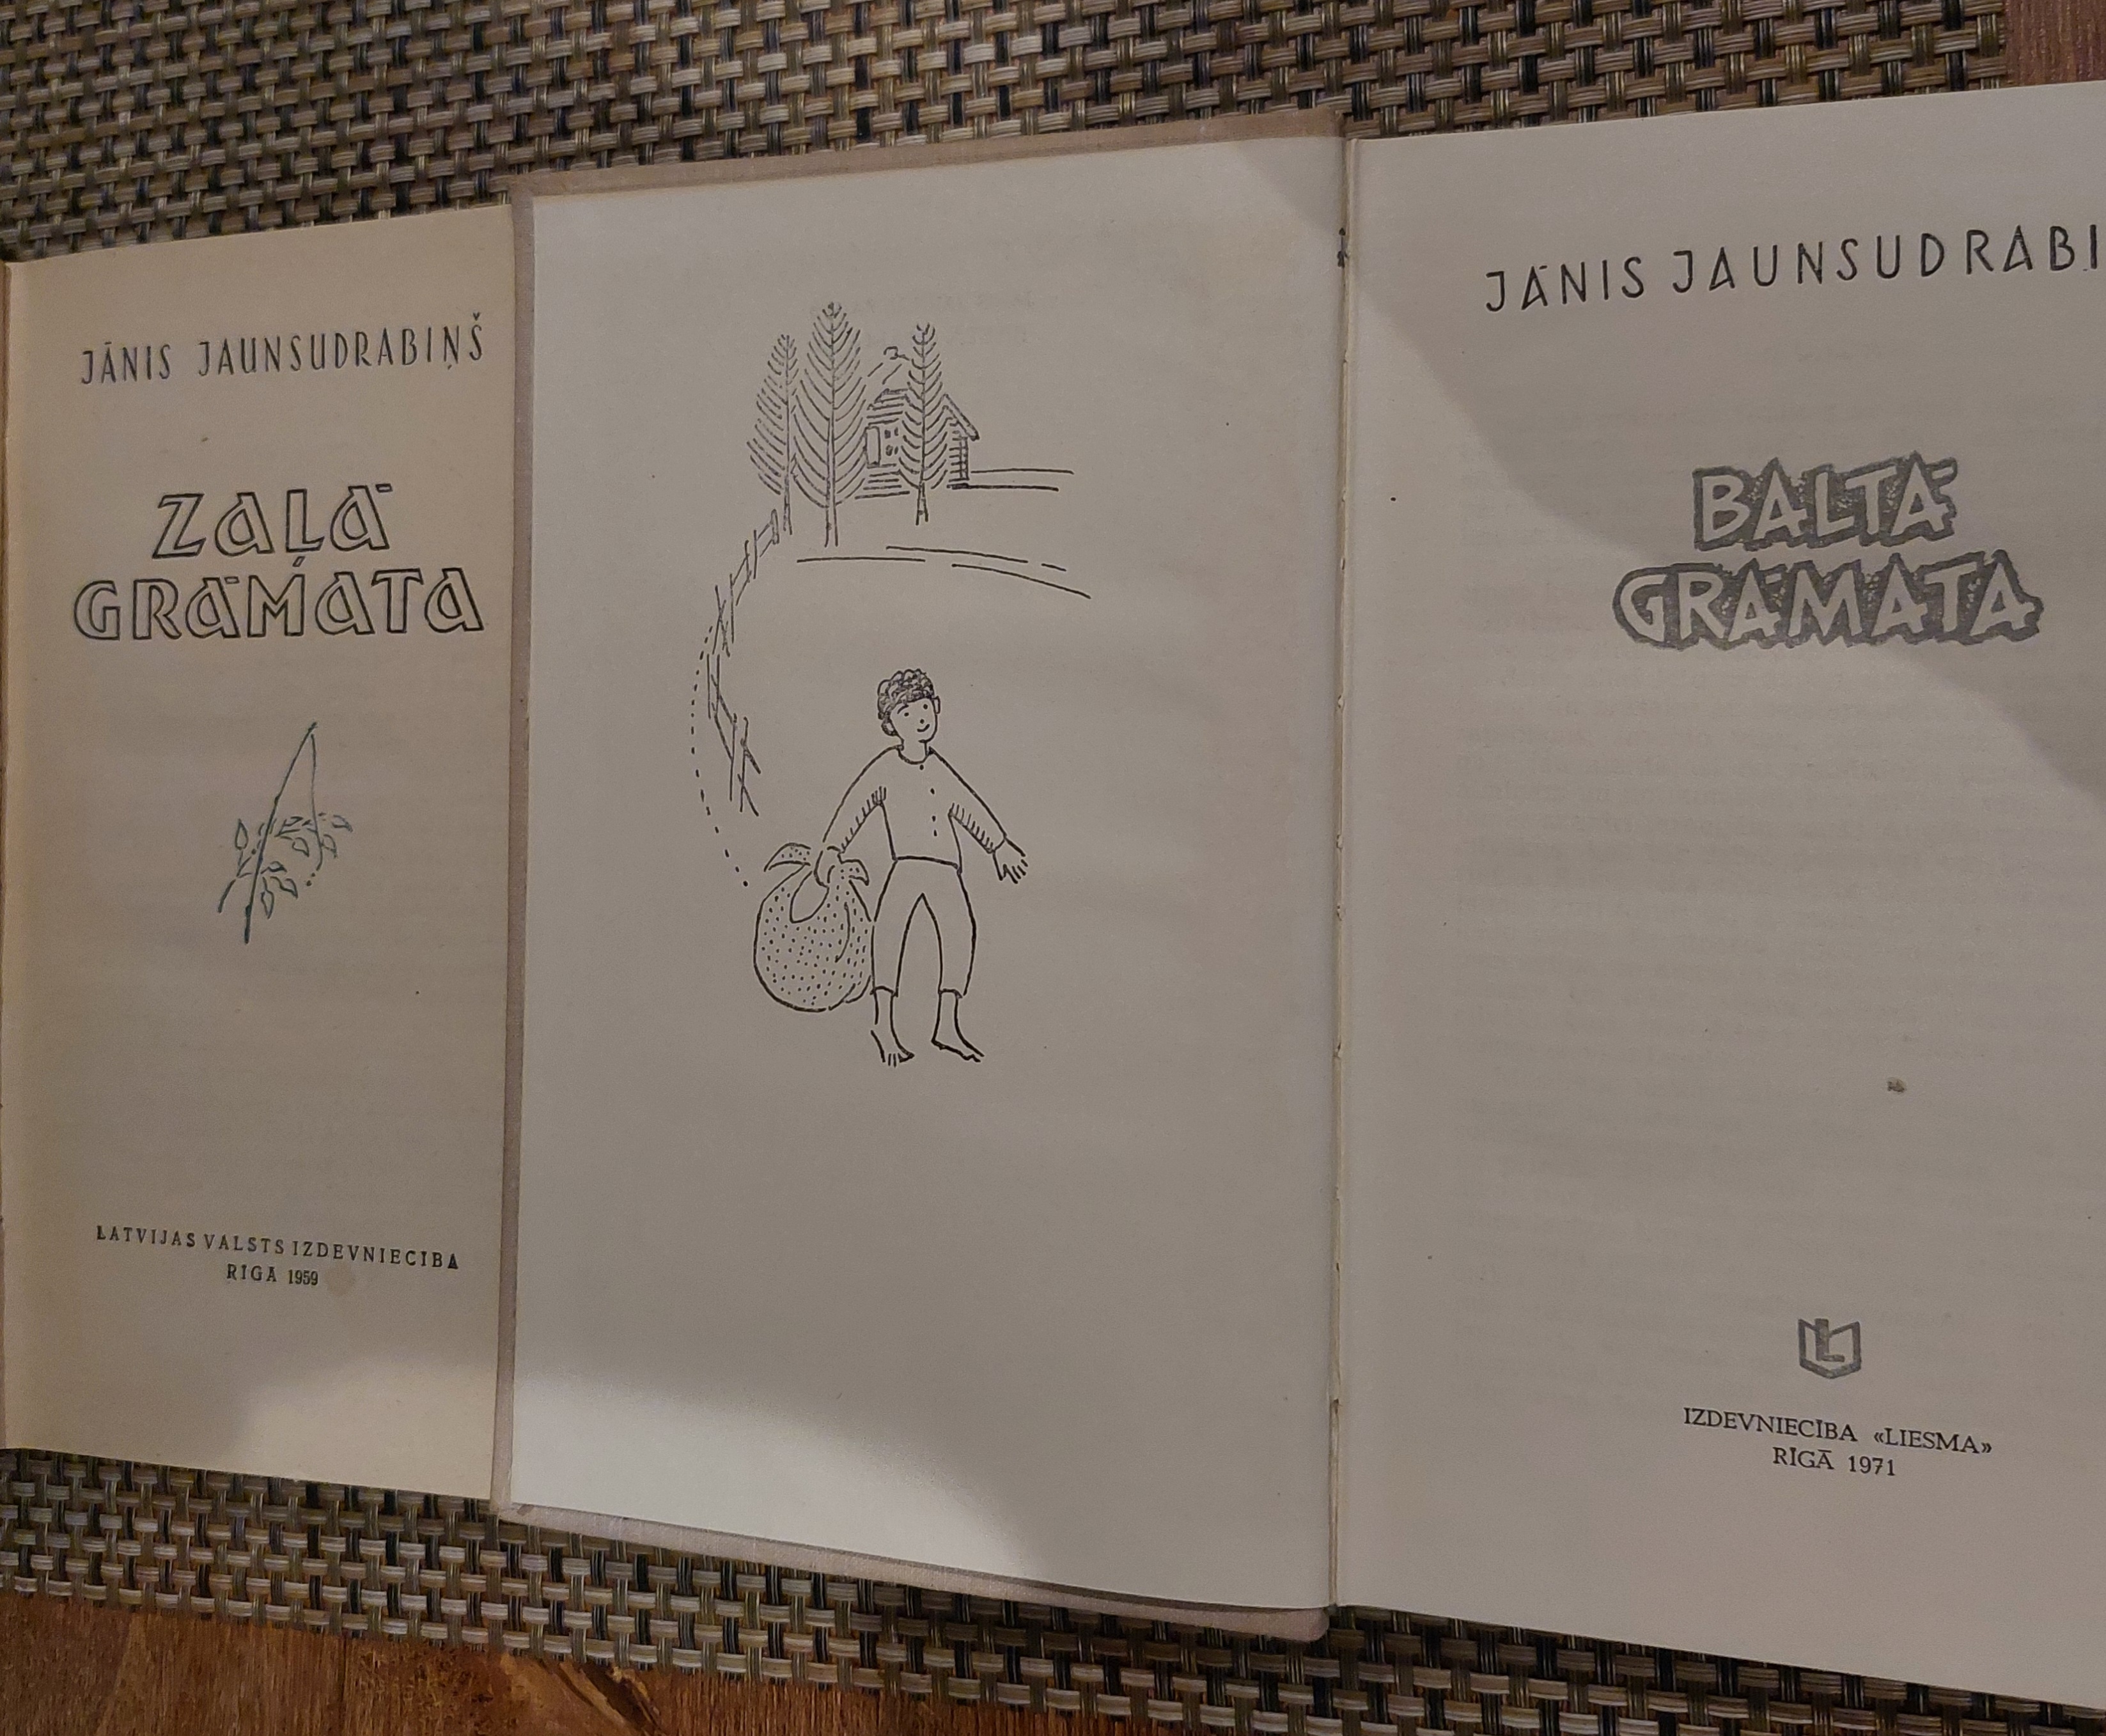 JĀNIS JAUNSUDRABIŅŠ
ZAĻĀ
GRĀMATA
LATVIJAS VALSTS IZDEVNIECĪBA
RĪGĀ 1959
JĀNIS JAUNSUDRABI
BALTĀ
GRĀMATA
L
IZDEVNIECĪBA «LIESMA»
RĪGĀ 1971